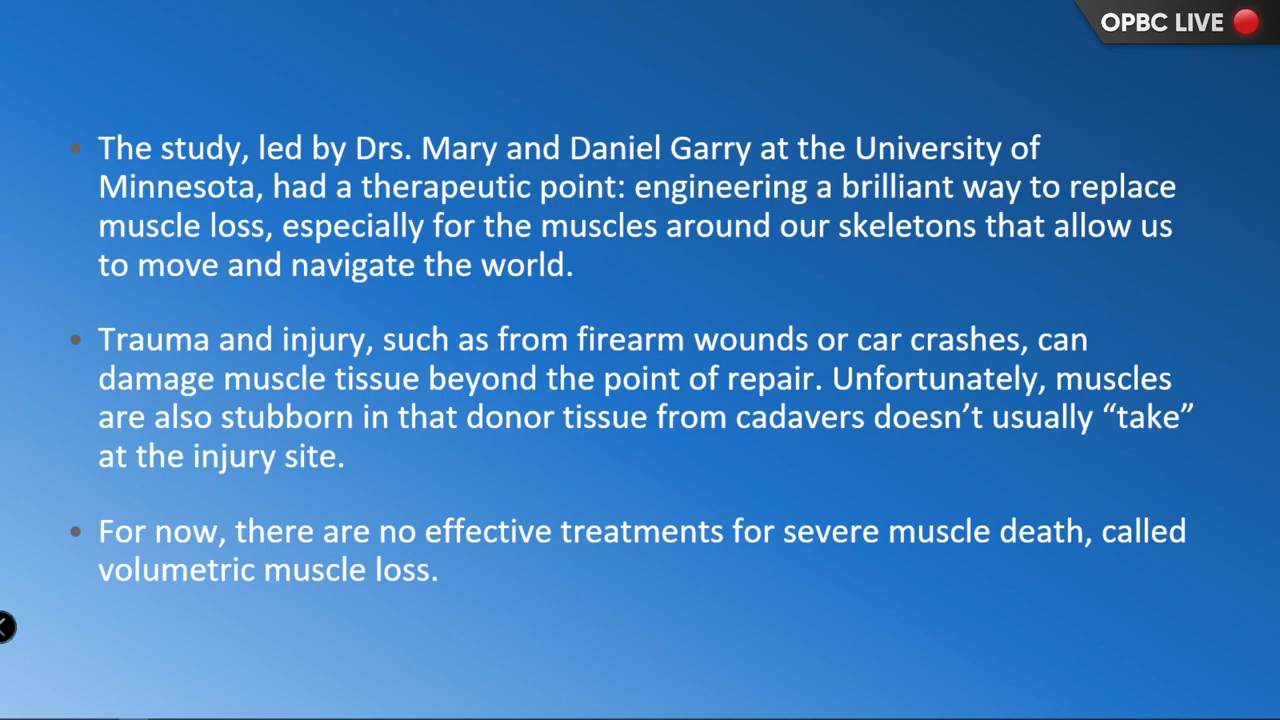 OPBC LIVE
• The study, led by Drs. Mary and Daniel Garry at the University of
Minnesota, had a therapeutic point: engineering a brilliant way to replace
muscle loss, especially for the muscles around our skeletons that allow us
to move and navigate the world.
• Trauma and injury, such as from firearm wounds or car crashes, can
damage muscle tissue beyond the point of repair. Unfortunately, muscles
are also stubborn in that donor tissue from cadavers doesn’t usually “take”
at the injury site.
• For now, there are no effective treatments for severe muscle death, called
volumetric muscle loss.